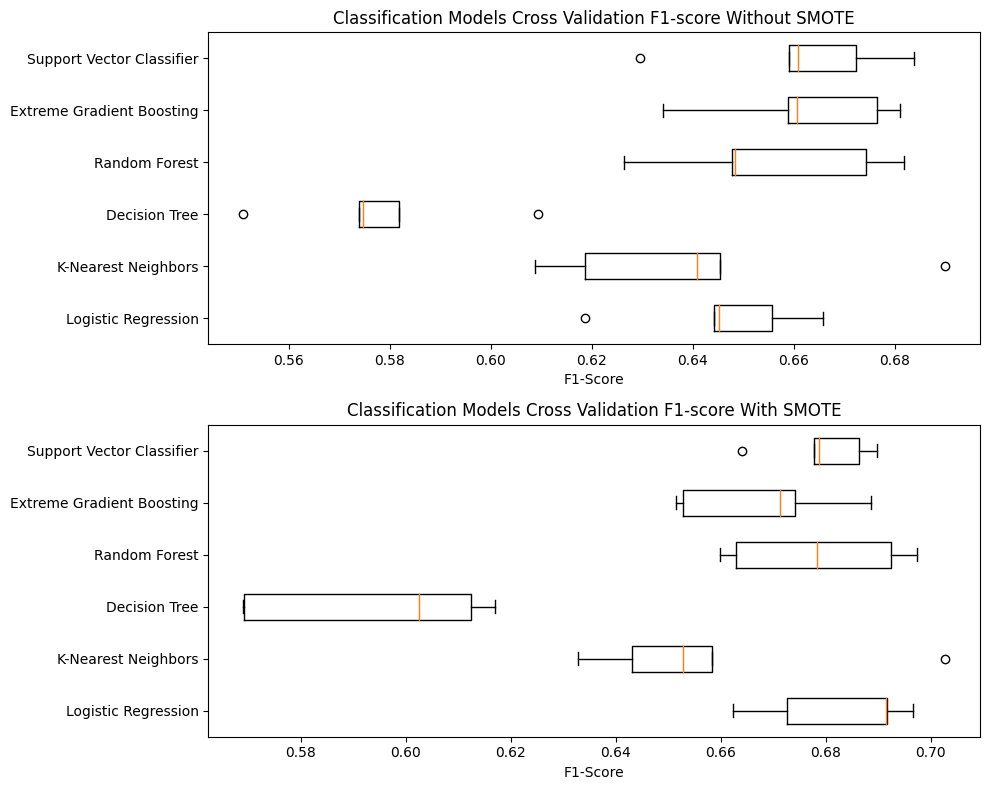 Classification Models Cross Validation F1-score Without SMOTE
Support Vector Classifier
Extreme Gradient Boosting
Random Forest
Decision Tree
K-Nearest Neighbors
Logistic Regression
0.56 0.58 0.60 0.62 0.64 0.66 0.68
F1-Score
Classification Models Cross Validation F1-score With SMOTE
Support Vector Classifier
Extreme Gradient Boosting
Random Forest
Decision Tree
K-Nearest Neighbors
Logistic Regression
0.58 0.60 0.62 0.64 0.66 0.68 0.70
F1-Score